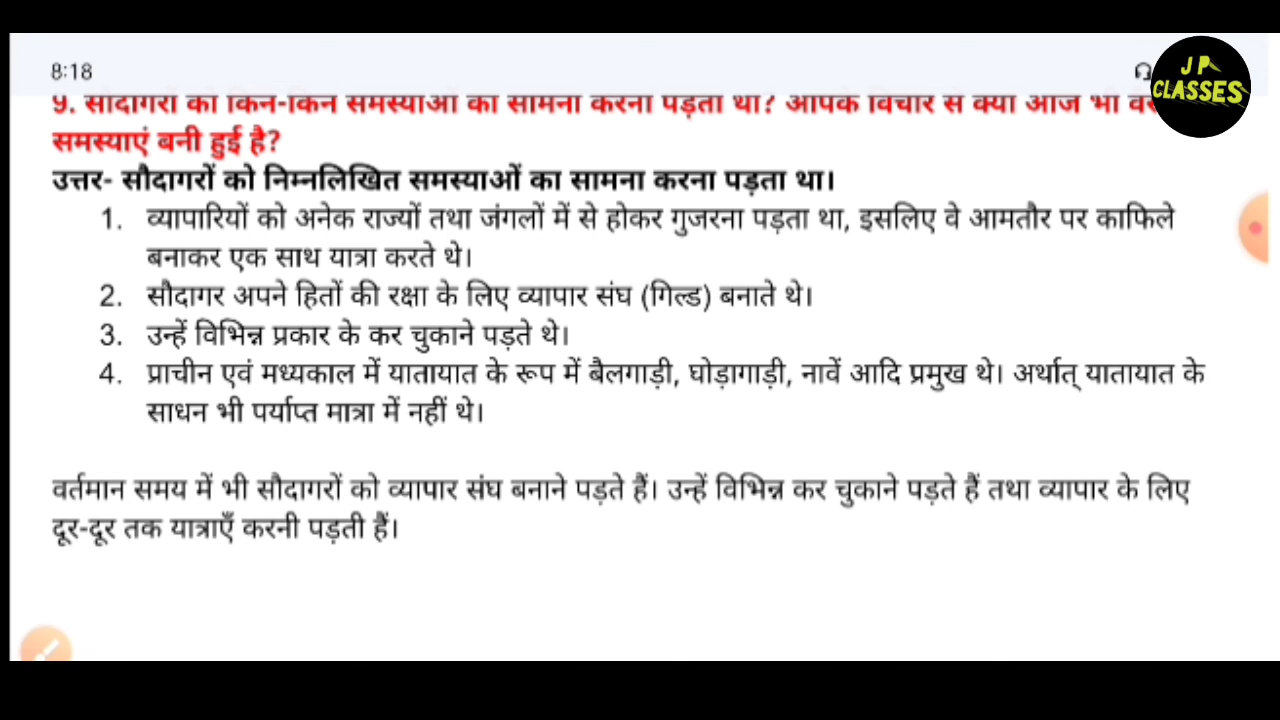 8:18
J P
CLASSES
9. सौदागरों को किन-किन समस्याओं का सामना करना पड़ता था? आपके विचार से क्या आज भी
समस्याएं बनी हुई है?
उत्तर- सौदागरों को निम्नलिखित समस्याओं का सामना करना पड़ता था।
1. व्यापारियों को अनेक राज्यों तथा जंगलों में से होकर गुजरना पड़ता था, इसलिए वे आमतौर पर काफिले
बनाकर एक साथ यात्रा करते थे।
2. सौदागर अपने हितों की रक्षा के लिए व्यापार संघ (गिल्ड) बनाते थे।
3. उन्हें विभिन्न प्रकार के कर चुकाने पड़ते थे।
4. प्राचीन एवं मध्यकाल में यातायात के रूप में बैलगाड़ी, घोड़ागाड़ी, नावें आदि प्रमुख थे। अर्थात् यातायात के
साधन भी पर्याप्त मात्रा में नहीं थे।
वर्तमान समय में भी सौदागरों को व्यापार संघ बनाने पड़ते हैं। उन्हें विभिन्न कर चुकाने पड़ते हैं तथा व्यापार के लिए
दूर-दूर तक यात्राएँ करनी पड़ती हैं।